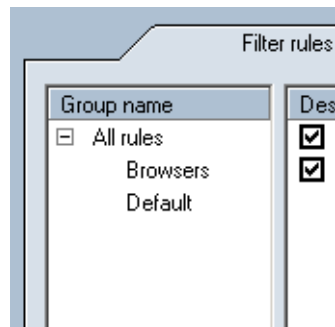 Filter rules
Group name
Des
All rules
Browsers
Default